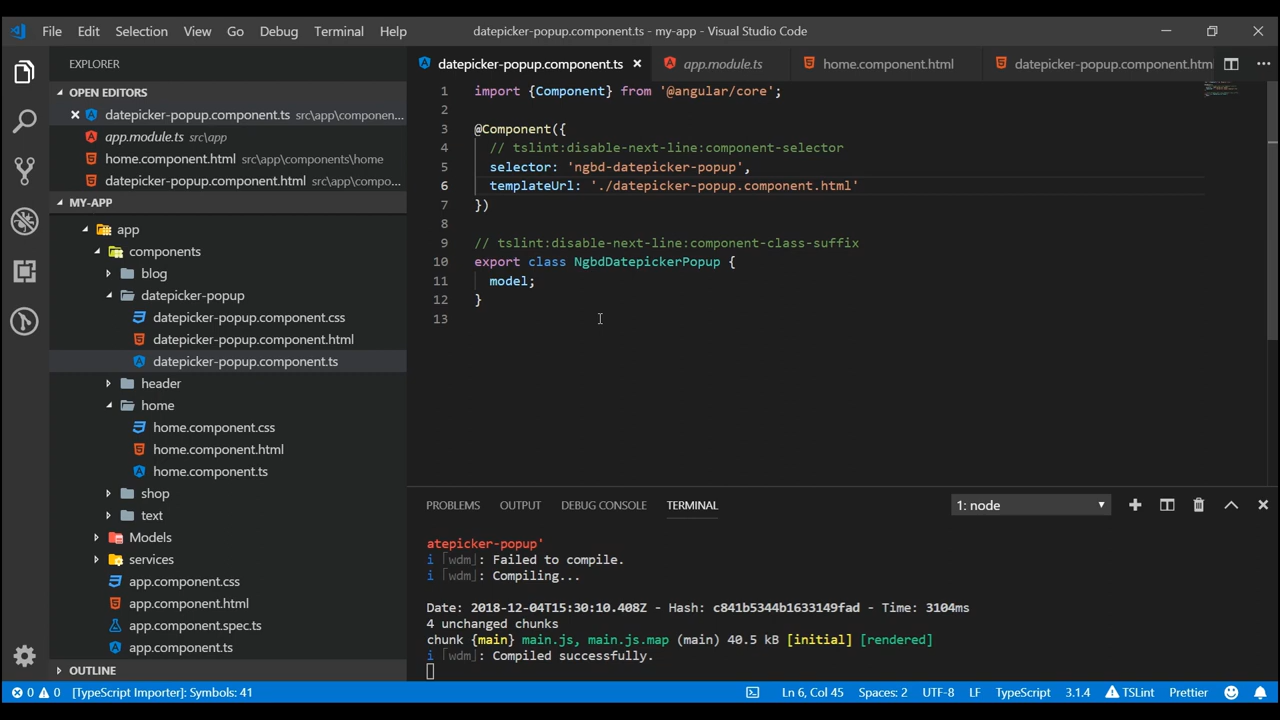 File Edit Selection View Go Debug Terminal Help datepicker-popup.component.ts - my-app - Visual Studio Code
EXPLORER
OPEN EDITORS
datepicker-popup.component.ts src\app\componen...
app.module.ts src\app
home.component.html src\app\components\home
datepicker-popup.component.html src\app\compo...
MY-APP
app
components
blog
datepicker-popup
datepicker-popup.component.css
datepicker-popup.component.html
datepicker-popup.component.ts
header
home
home.component.css
home.component.html
home.component.ts
shop
text
Models
services
app.component.css
app.component.html
app.component.spec.ts
app.component.ts
OUTLINE
datepicker-popup.component.ts app.module.ts home.component.html datepicker-popup.component.htm
1 import {Component} from '@angular/core';
2
3 @Component({
4 // tslint:disable-next-line:component-selector
5 selector: 'ngbd-datepicker-popup',
6 templateUrl: './datepicker-popup.component.html'
7 })
8
9 // tslint:disable-next-line:component-class-suffix
10 export class NgbdDatepickerPopup {
11 model;
12 }
13
PROBLEMS OUTPUT DEBUG CONSOLE TERMINAL 1: node
atepicker-popup'
i ｢wdm｣: Failed to compile.
i ｢wdm｣: Compiling...
Date: 2018-12-04T15:30:10.408Z - Hash: c841b5344b1633149fad - Time: 3104ms
4 unchanged chunks
chunk {main} main.js, main.js.map (main) 40.5 kB [initial] [rendered]
i ｢wdm｣: Compiled successfully.
0 0 [TypeScript Importer]: Symbols: 41 Ln 6, Col 45 Spaces: 2 UTF-8 LF TypeScript 3.1.4 TSLint Prettier